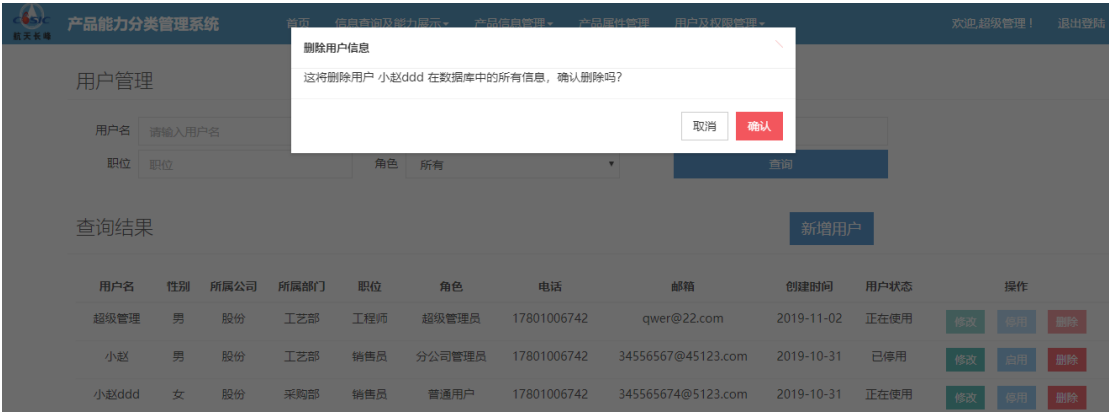 CASIC 产品能力分类管理系统 首页 信息查询及能力展示 产品信息管理 产品属性管理 用户及权限管理 欢迎,超级管理! 退出登陆
航天长峰
删除用户信息
这将删除用户 小赵ddd 在数据库中的所有信息，确认删除吗？
取消 确认
用户管理
用户名 请输入用户名
职位 职位 角色 所有 查询
查询结果 新增用户
用户名 性别 所属公司 所属部门 职位 角色 电话 邮箱 创建时间 用户状态 操作
超级管理 男 股份 工艺部 工程师 超级管理员 17801006742 qwer@22.com 2019-11-02 正在使用 修改 停用 删除
小赵 男 股份 工艺部 销售员 分公司管理员 17801006742 34556567@45123.com 2019-10-31 已停用 修改 启用 删除
小赵ddd 女 股份 采购部 销售员 普通用户 17801006742 345565674@5123.com 2019-10-31 正在使用 修改 停用 删除